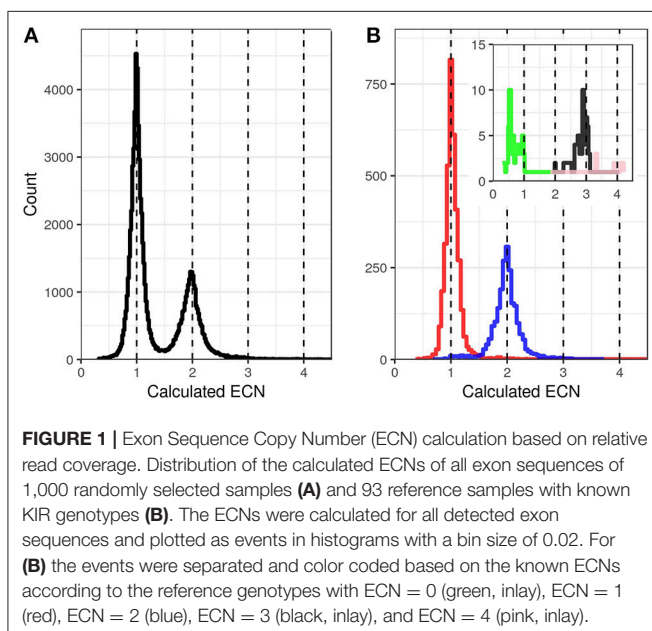 A
4000
3000
2000
1000
0
Count
0 1 2 3 4
Calculated ECN
B
750
500
250
0
15
10
5
0
0 1 2 3 4
0 1 2 3 4
Calculated ECN
FIGURE 1 | Exon Sequence Copy Number (ECN) calculation based on relative
read coverage. Distribution of the calculated ECNs of all exon sequences of
1,000 randomly selected samples (A) and 93 reference samples with known
KIR genotypes (B). The ECNs were calculated for all detected exon
sequences and plotted as events in histograms with a bin size of 0.02. For
(B) the events were separated and color coded based on the known ECNs
according to the reference genotypes with ECN = 0 (green, inlay), ECN = 1
(red), ECN = 2 (blue), ECN = 3 (black, inlay), and ECN = 4 (pink, inlay).